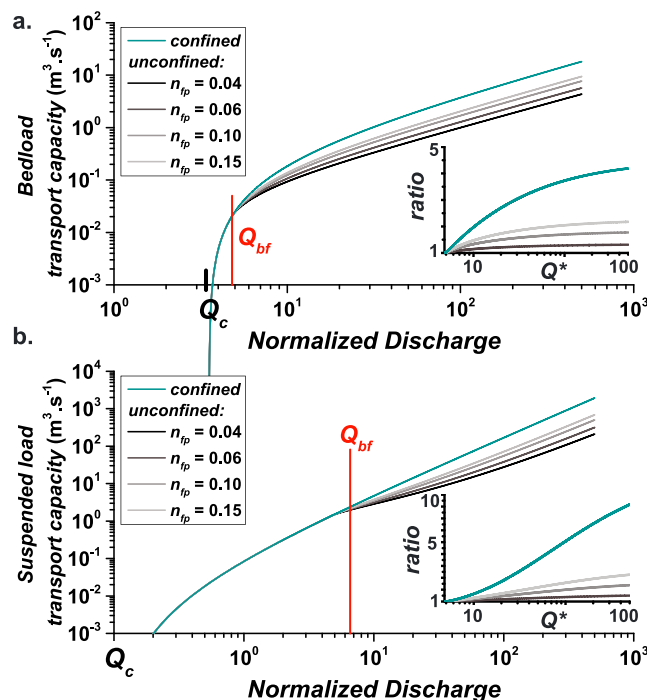 a.
Bedload
transport capacity (m³.s⁻¹)
10²
10¹
10⁰
10⁻¹
10⁻²
10⁻³
confined
unconfined:
n_fp = 0.04
n_fp = 0.06
n_fp = 0.10
n_fp = 0.15
Q_bf
Q_c
ratio
5
1
10
100
Q*
10⁰
10¹
10²
10³
Normalized Discharge
b.
Suspended load
transport capacity (m³.s⁻¹)
10⁴
10³
10²
10¹
10⁰
10⁻¹
10⁻²
10⁻³
confined
unconfined:
n_fp = 0.04
n_fp = 0.06
n_fp = 0.10
n_fp = 0.15
Q_bf
ratio
10
5
1
10
100
Q*
Q_c
10⁰
10¹
10²
10³
Normalized Discharge